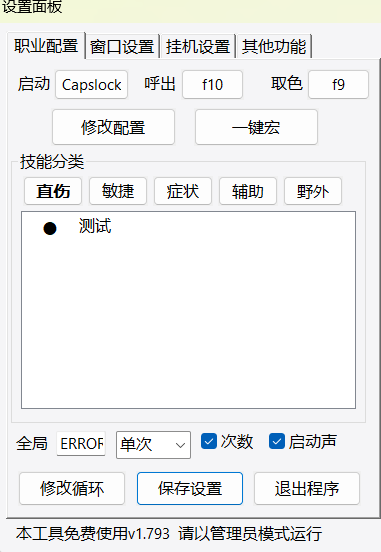 设置面板
职业配置 窗口设置 挂机设置 其他功能
启动 Capslock 呼出 f10 取色 f9
修改配置 一键宏
技能分类
直伤 敏捷 症状 辅助 野外
测试
全局 ERROR 单次 次数 启动声
修改循环 保存设置 退出程序
本工具免费使用v1.793 请以管理员模式运行